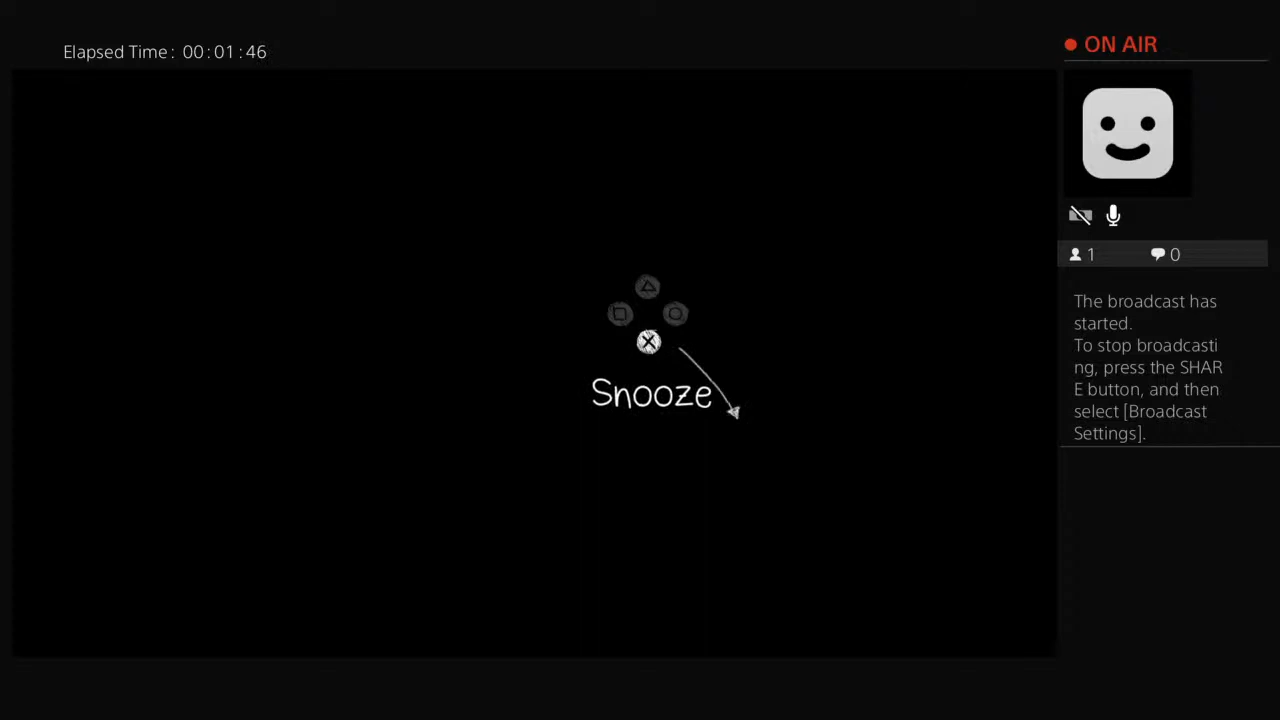 Elapsed Time: 00:01:46
ON AIR
1 0
The broadcast has
started.
To stop broadcasti
ng, press the SHAR
E button, and then
select [Broadcast
Settings].
Snooze